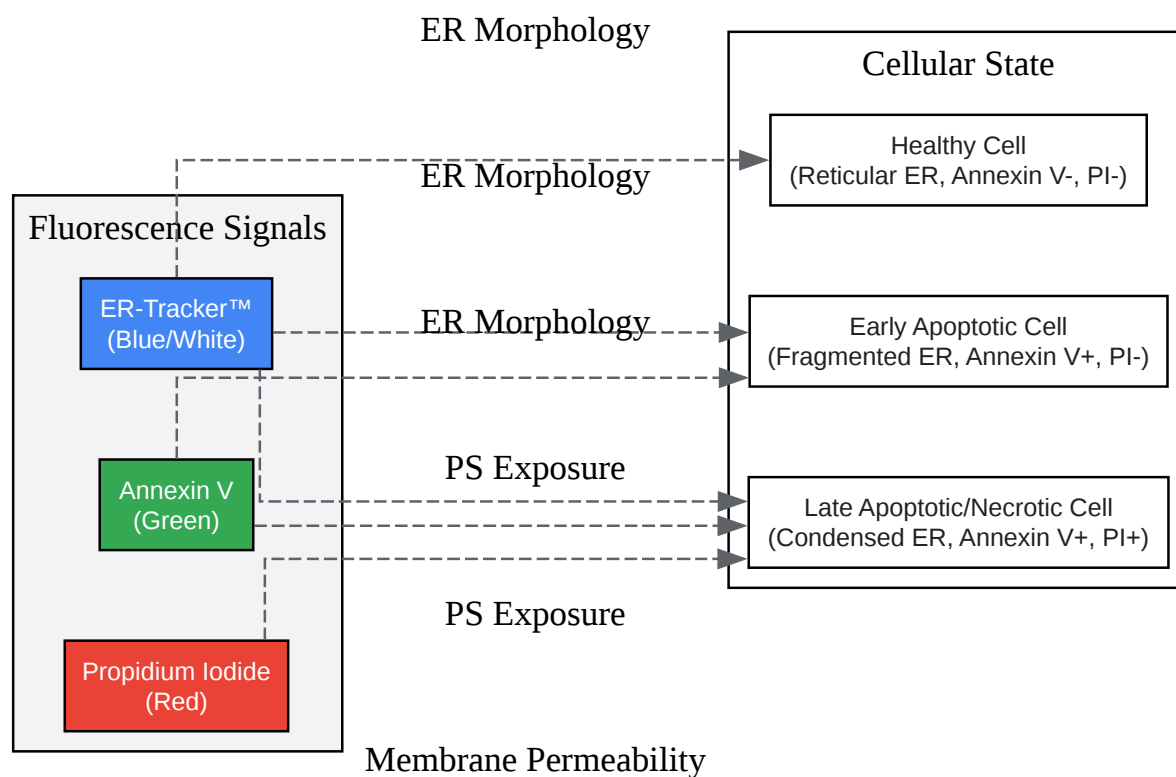 ER Morphology
Cellular State
Healthy Cell
(Reticular ER, Annexin V-, PI-)
ER Morphology
Fluorescence Signals
ER-Tracker™
(Blue/White)
ER Morphology
Early Apoptotic Cell
(Fragmented ER, Annexin V+, PI-)
PS Exposure
Annexin V
(Green)
Late Apoptotic/Necrotic Cell
(Condensed ER, Annexin V+, PI+)
PS Exposure
Propidium Iodide
(Red)
Membrane Permeability